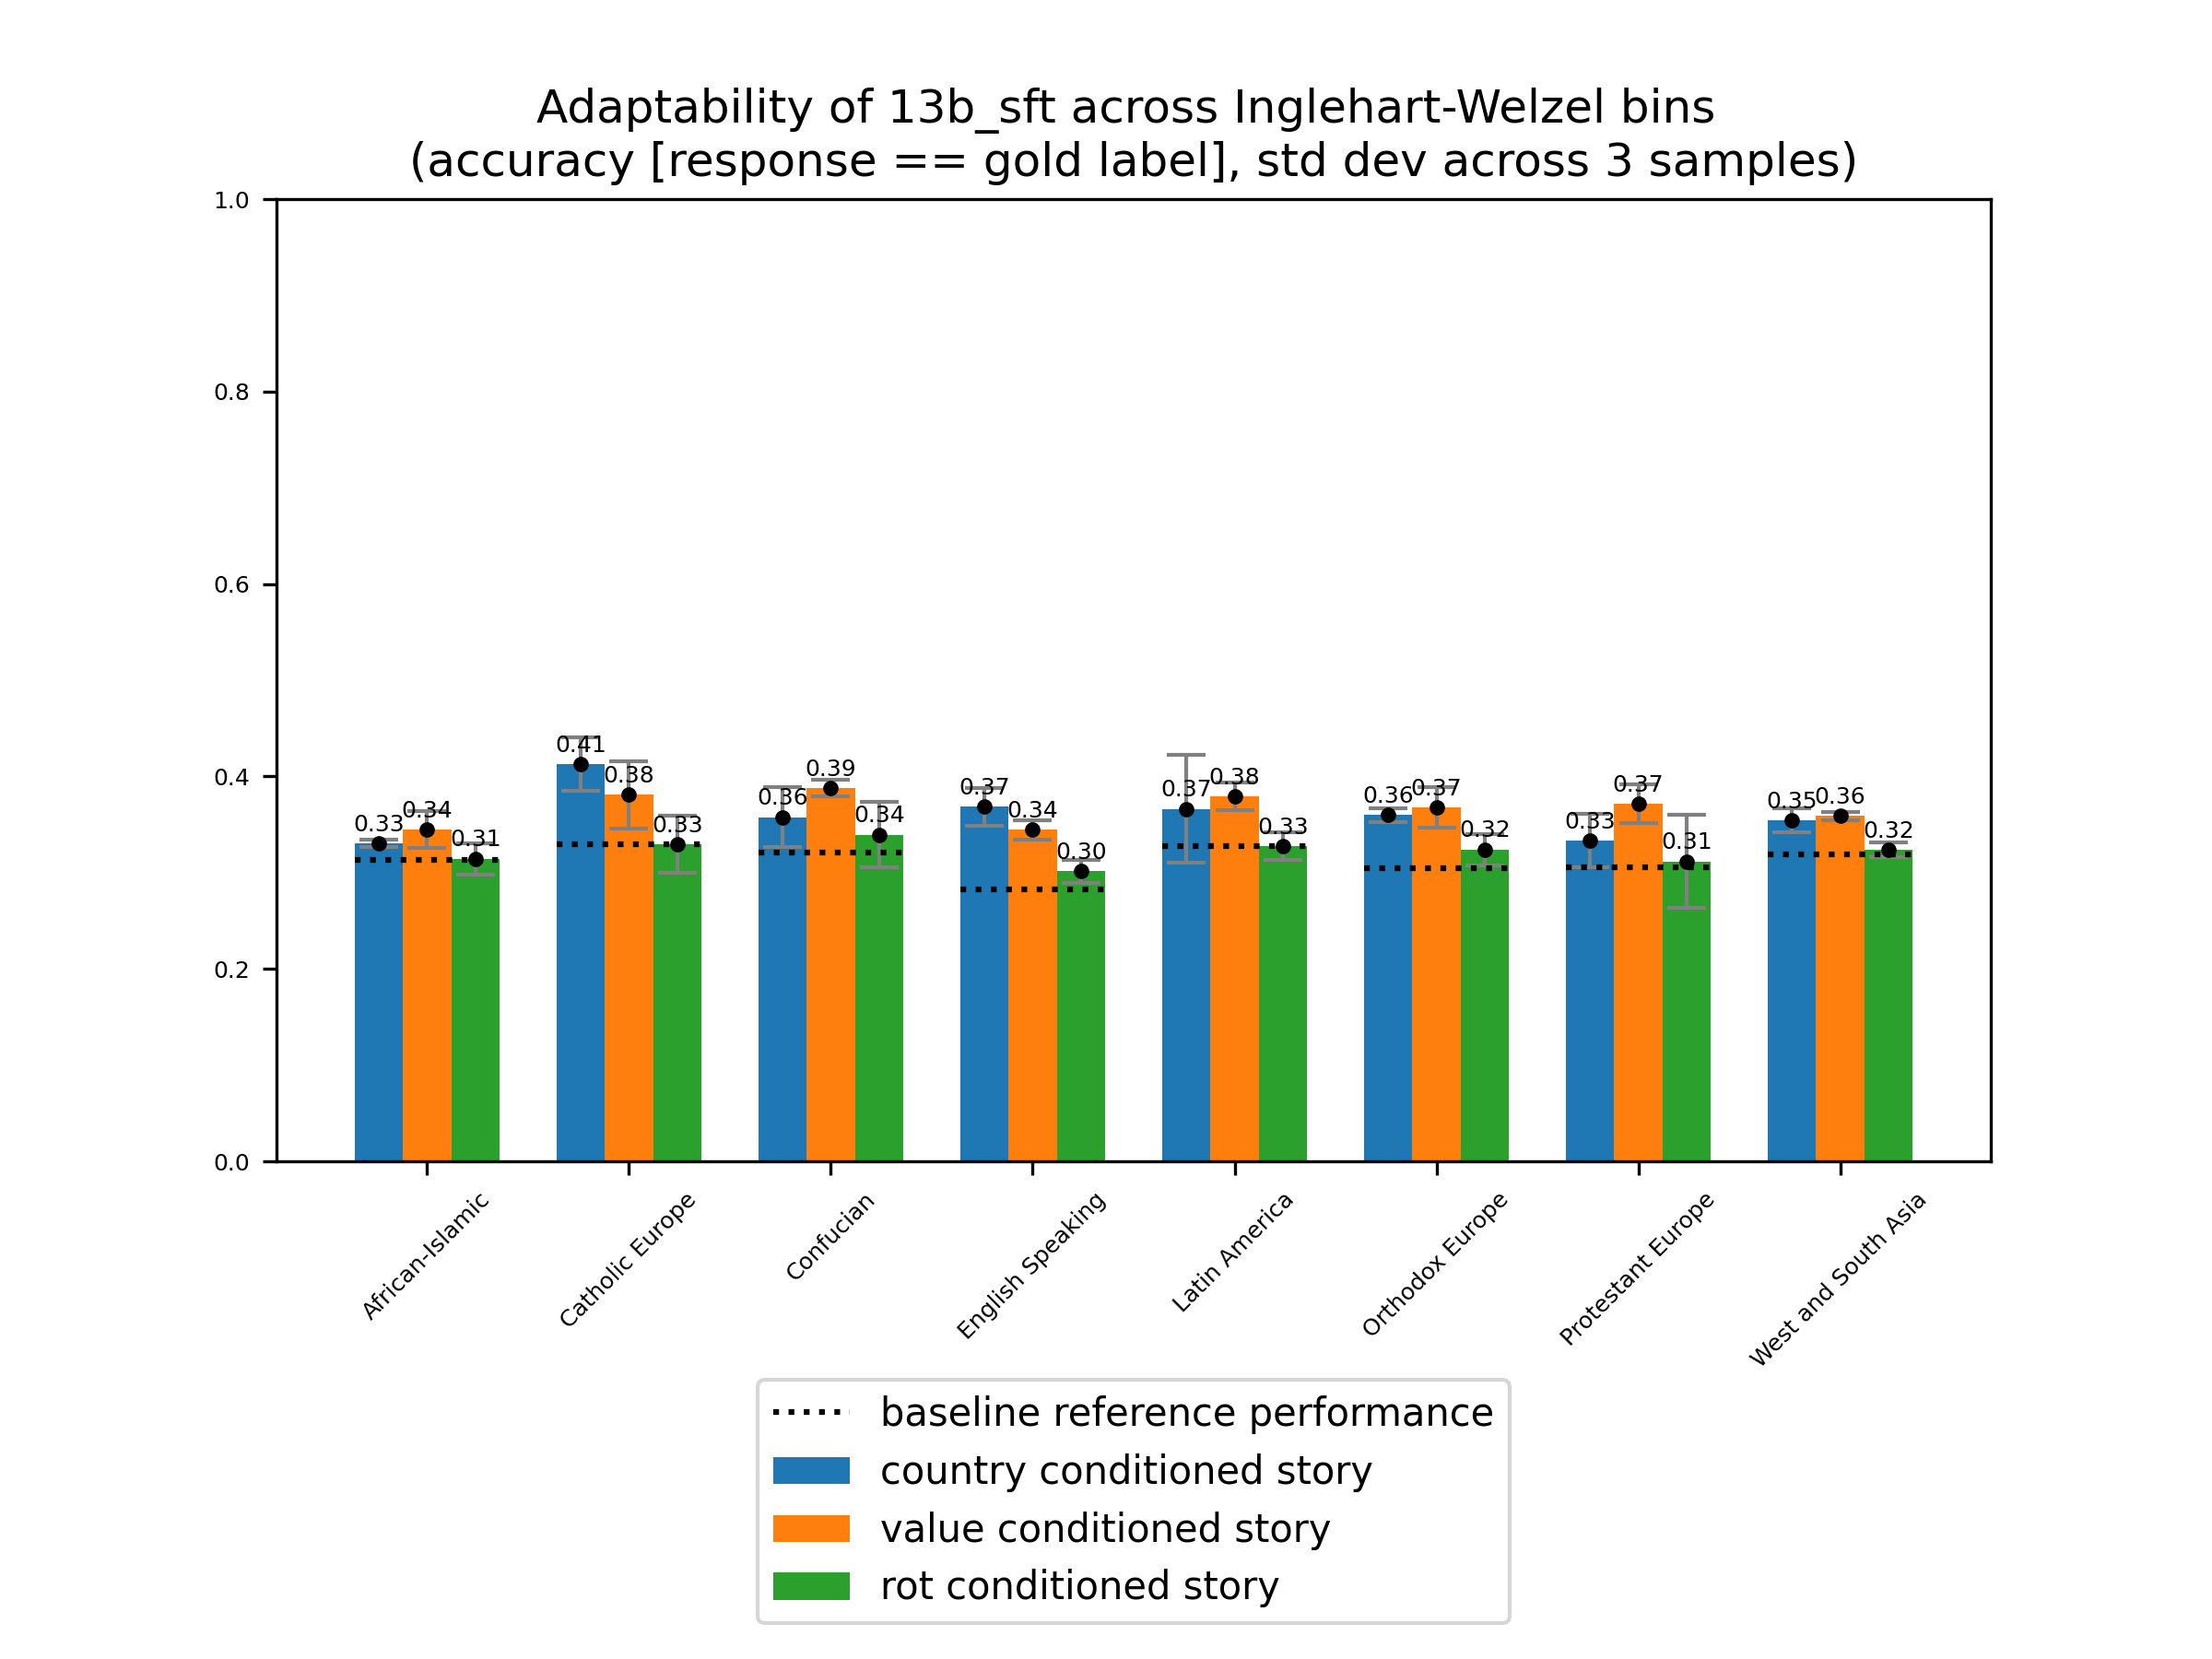 Adaptability of 13b_sft across Inglehart-Welzel bins
(accuracy [response == gold label], std dev across 3 samples)
1.0
0.8
0.6
0.4
0.2
0.0
0.33
0.34
0.31
0.41
0.38
0.33
0.36
0.39
0.34
0.37
0.34
0.30
0.37
0.38
0.33
0.36
0.37
0.32
0.33
0.37
0.31
0.35
0.36
0.32
African-Islamic
Catholic Europe
Confucian
English Speaking
Latin America
Orthodox Europe
Protestant Europe
West and South Asia
baseline reference performance
country conditioned story
value conditioned story
rot conditioned story